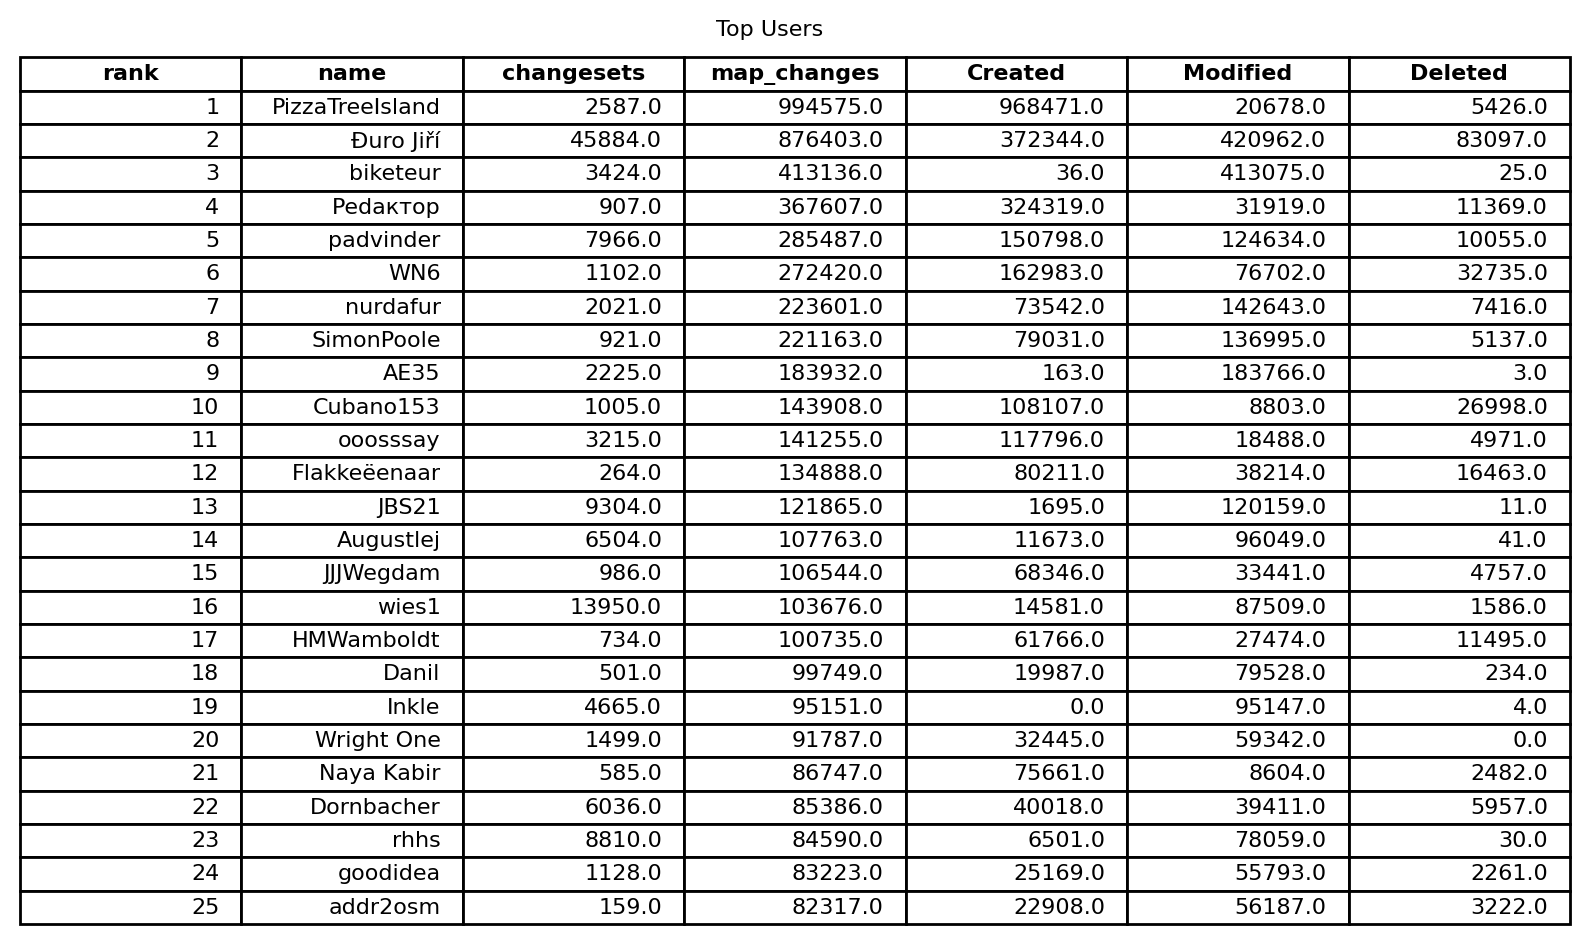 Top Users
rank name changesets map_changes Created Modified Deleted
1 PizzaTreeIsland 2587.0 994575.0 968471.0 20678.0 5426.0
2 Đuro Jiří 45884.0 876403.0 372344.0 420962.0 83097.0
3 biketeur 3424.0 413136.0 36.0 413075.0 25.0
4 Pedaктop 907.0 367607.0 324319.0 31919.0 11369.0
5 padvinder 7966.0 285487.0 150798.0 124634.0 10055.0
6 WN6 1102.0 272420.0 162983.0 76702.0 32735.0
7 nurdafur 2021.0 223601.0 73542.0 142643.0 7416.0
8 SimonPoole 921.0 221163.0 79031.0 136995.0 5137.0
9 AE35 2225.0 183932.0 163.0 183766.0 3.0
10 Cubano153 1005.0 143908.0 108107.0 8803.0 26998.0
11 ooosssay 3215.0 141255.0 117796.0 18488.0 4971.0
12 Flakkeëenaar 264.0 134888.0 80211.0 38214.0 16463.0
13 JBS21 9304.0 121865.0 1695.0 120159.0 11.0
14 Augustlej 6504.0 107763.0 11673.0 96049.0 41.0
15 JJJWegdam 986.0 106544.0 68346.0 33441.0 4757.0
16 wies1 13950.0 103676.0 14581.0 87509.0 1586.0
17 HMWamboldt 734.0 100735.0 61766.0 27474.0 11495.0
18 Danil 501.0 99749.0 19987.0 79528.0 234.0
19 Inkle 4665.0 95151.0 0.0 95147.0 4.0
20 Wright One 1499.0 91787.0 32445.0 59342.0 0.0
21 Naya Kabir 585.0 86747.0 75661.0 8604.0 2482.0
22 Dornbacher 6036.0 85386.0 40018.0 39411.0 5957.0
23 rhhs 8810.0 84590.0 6501.0 78059.0 30.0
24 goodidea 1128.0 83223.0 25169.0 55793.0 2261.0
25 addr2osm 159.0 82317.0 22908.0 56187.0 3222.0